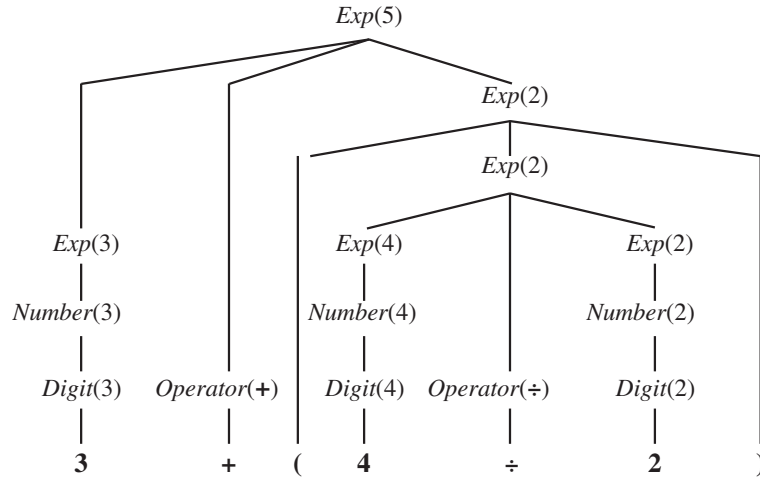 Exp(5)
Exp(2)
Exp(2)
Exp(3) Exp(4) Exp(2)
Number(3) Number(4) Number(2)
Digit(3) Operator(+) Digit(4) Operator(÷) Digit(2)
3 + ( 4 ÷ 2 )